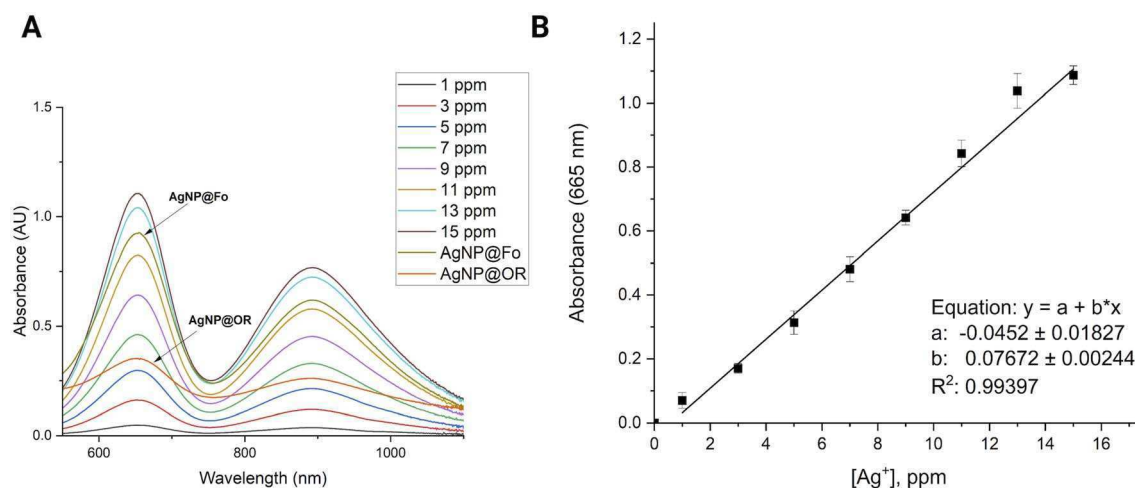 A
1 ppm
3 ppm
5 ppm
7 ppm
9 ppm
11 ppm
13 ppm
15 ppm
AgNP@Fo
AgNP@OR
AgNP@Fo
AgNP@OR
1.5
1.0
0.5
0.0
Absorbance (AU)
600
800
1000
Wavelength (nm)
B
1.2
1.0
0.8
0.6
0.4
0.2
0.0
Absorbance (665 nm)
Equation: y = a + b*x
a: -0.0452 ± 0.01827
b: 0.07672 ± 0.00244
R²: 0.99397
0 2 4 6 8 10 12 14 16
[Ag⁺], ppm